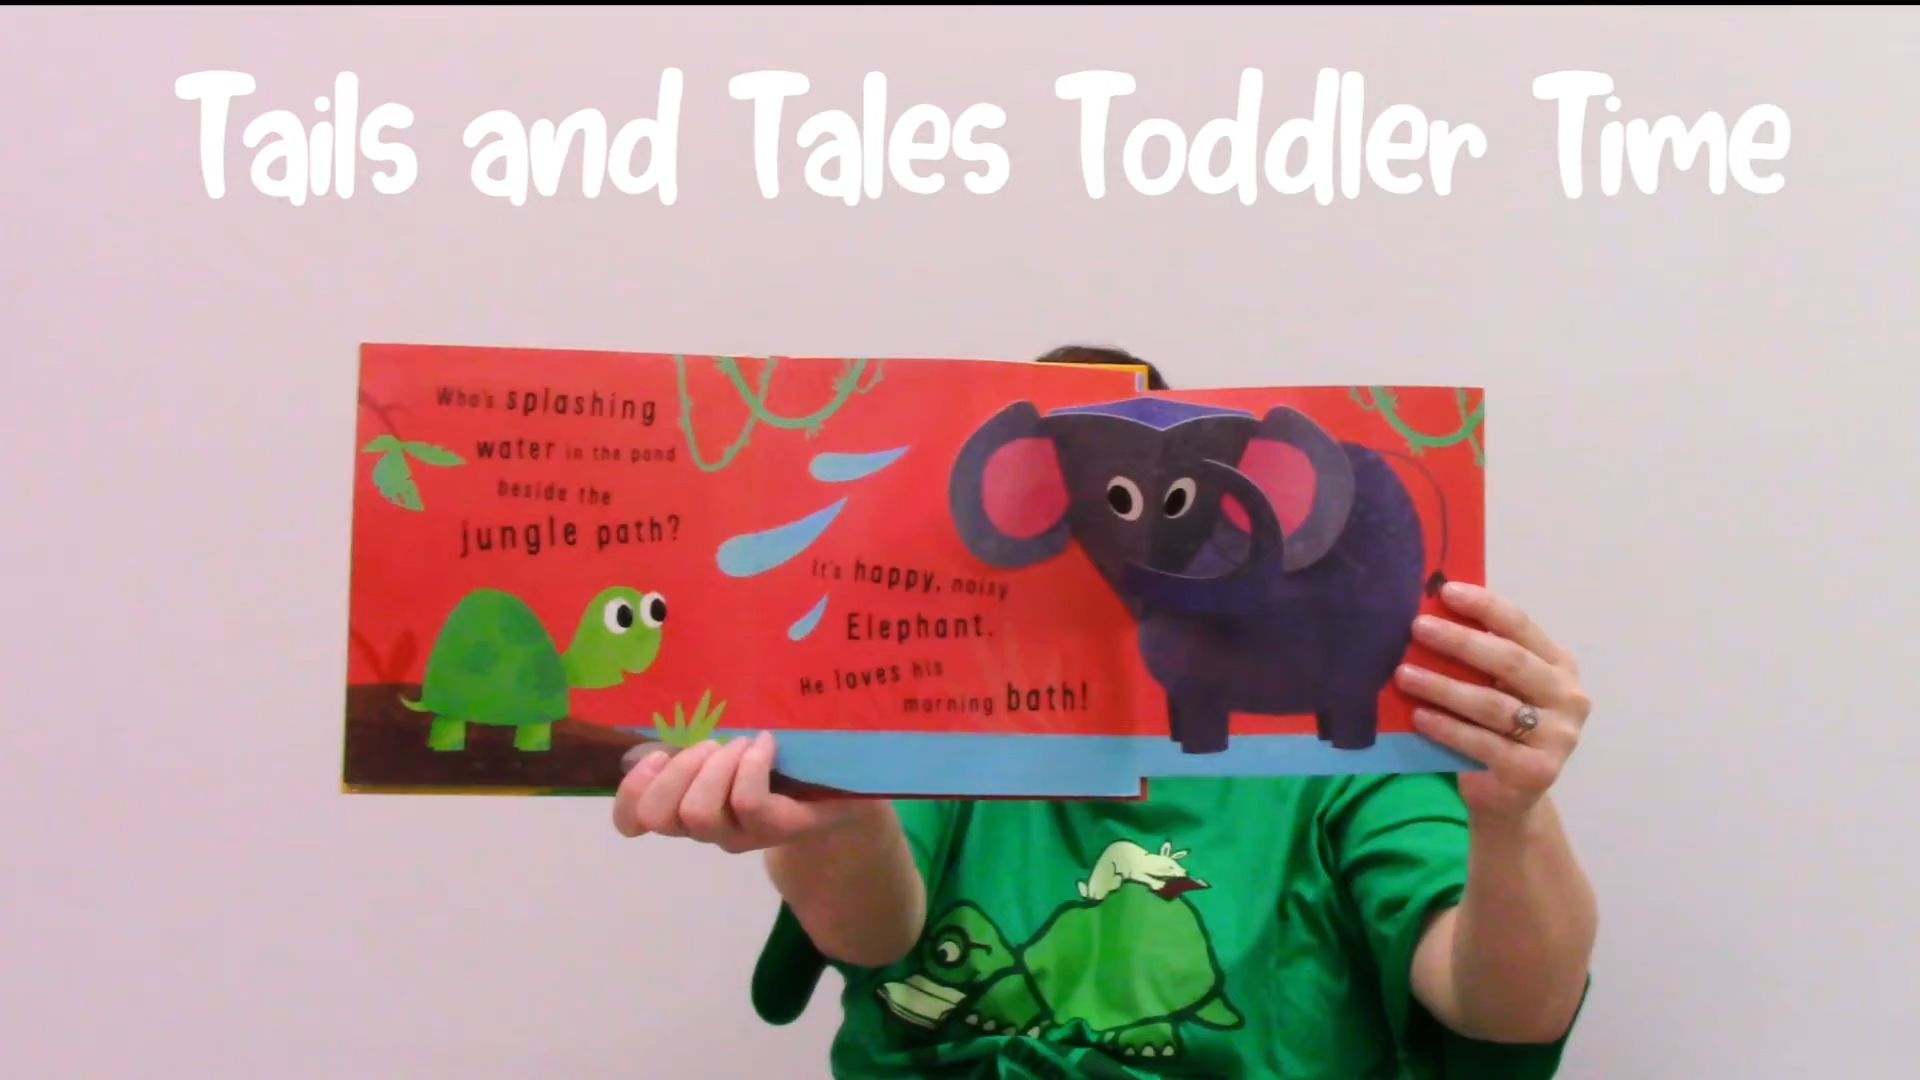 Tails and Tales Toddler Time
Who's splashing
water in the pond
beside the
jungle path?
It's happy, noisy
Elephant.
He loves his
morning bath!